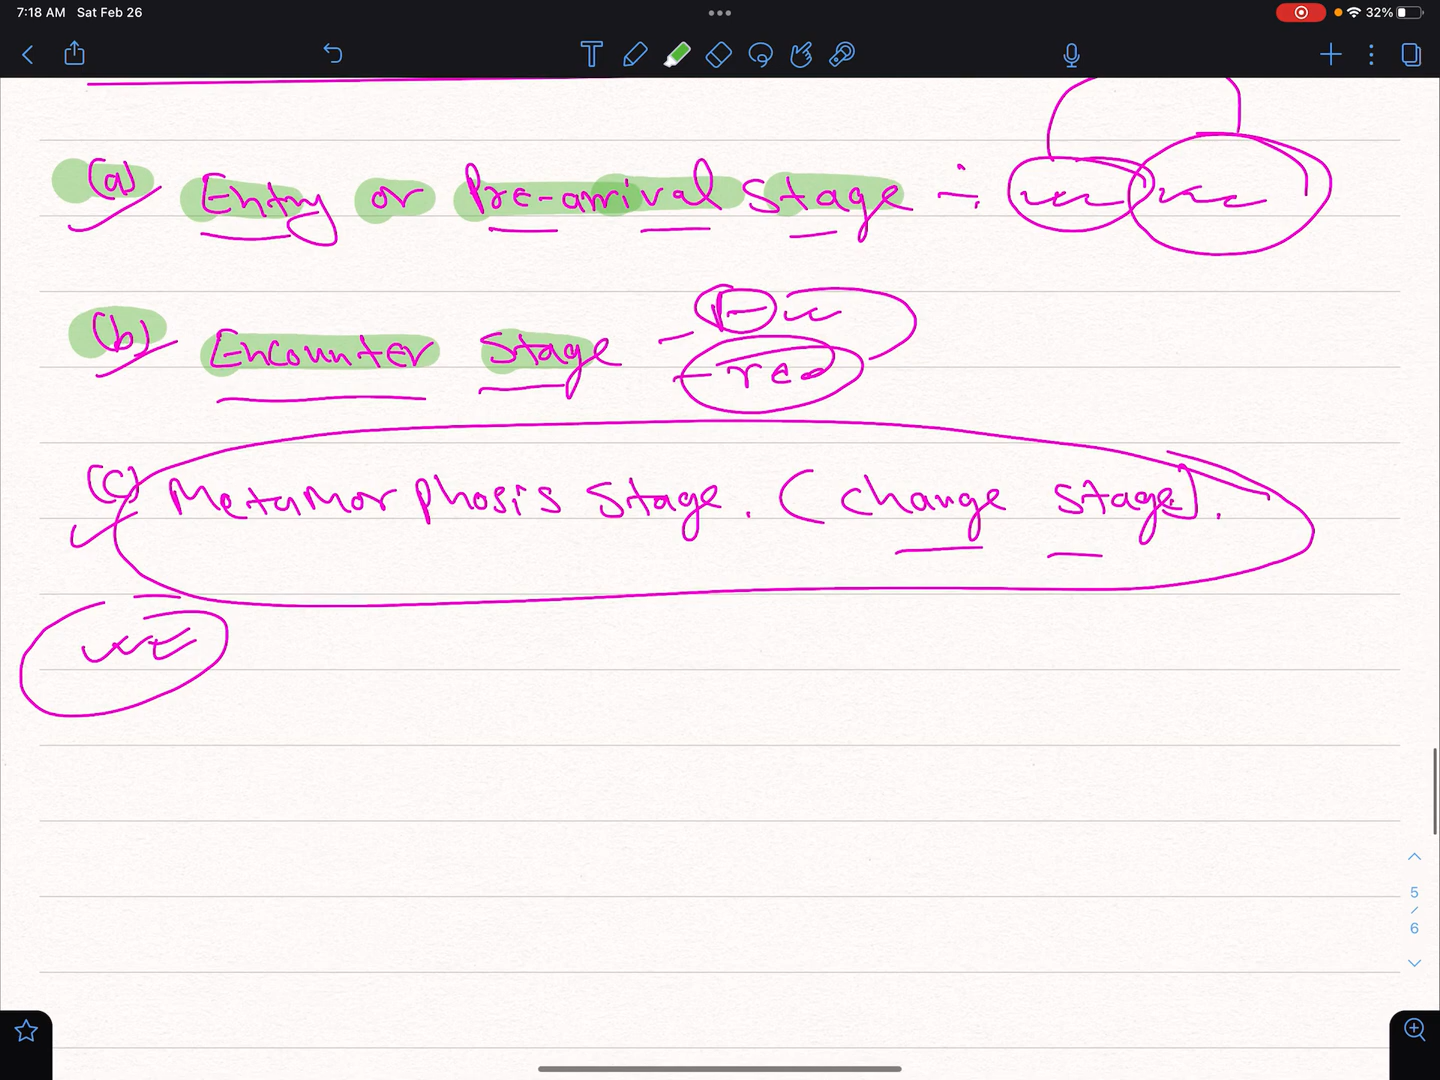 7:18 AM Sat Feb 26
32%
(a) Entry or Pre-arrival Stage :-
(b) Encounter Stage -
(c) Metamorphosis Stage. (Change Stage).
5
/
6